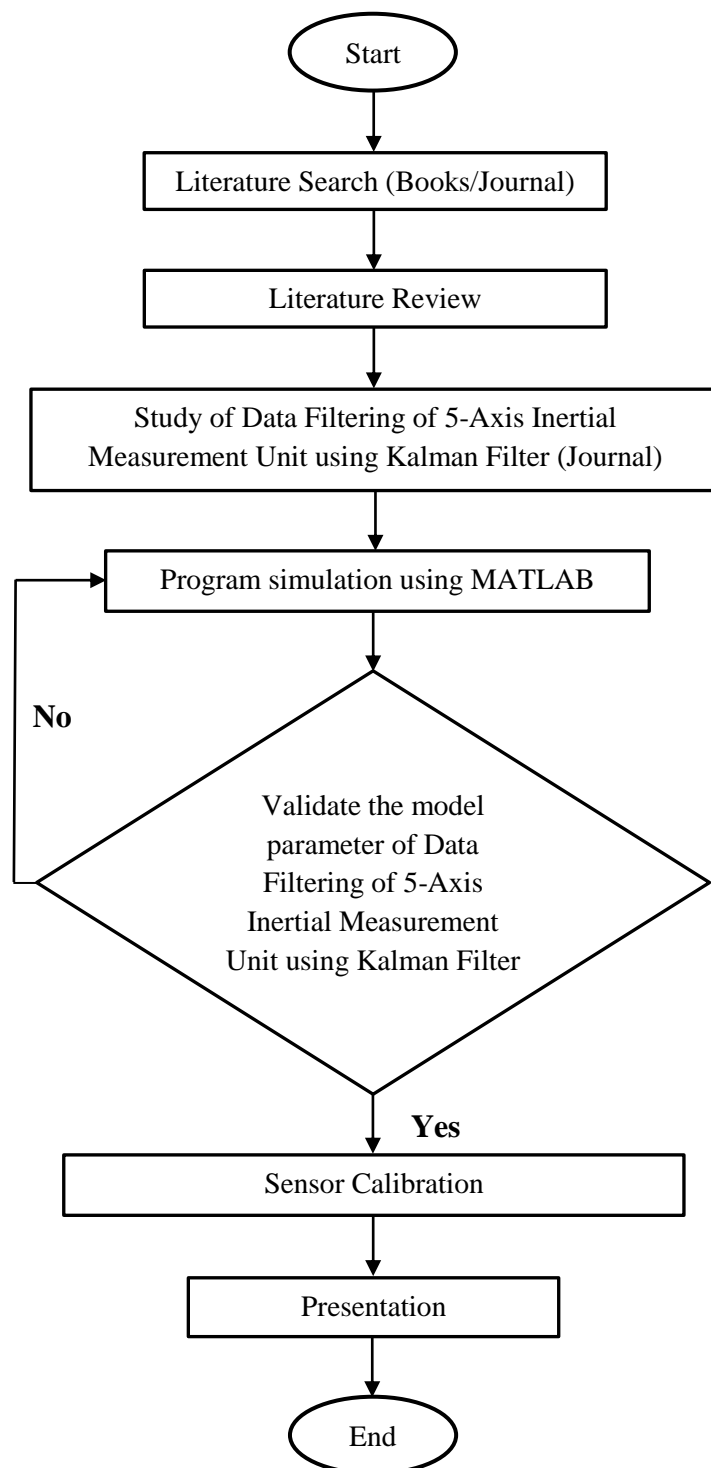 Start
Literature Search (Books/Journal)
Literature Review
Study of Data Filtering of 5-Axis Inertial
Measurement Unit using Kalman Filter (Journal)
Program simulation using MATLAB
No
Validate the model
parameter of Data
Filtering of 5-Axis
Inertial Measurement
Unit using Kalman Filter
Yes
Sensor Calibration
Presentation
End